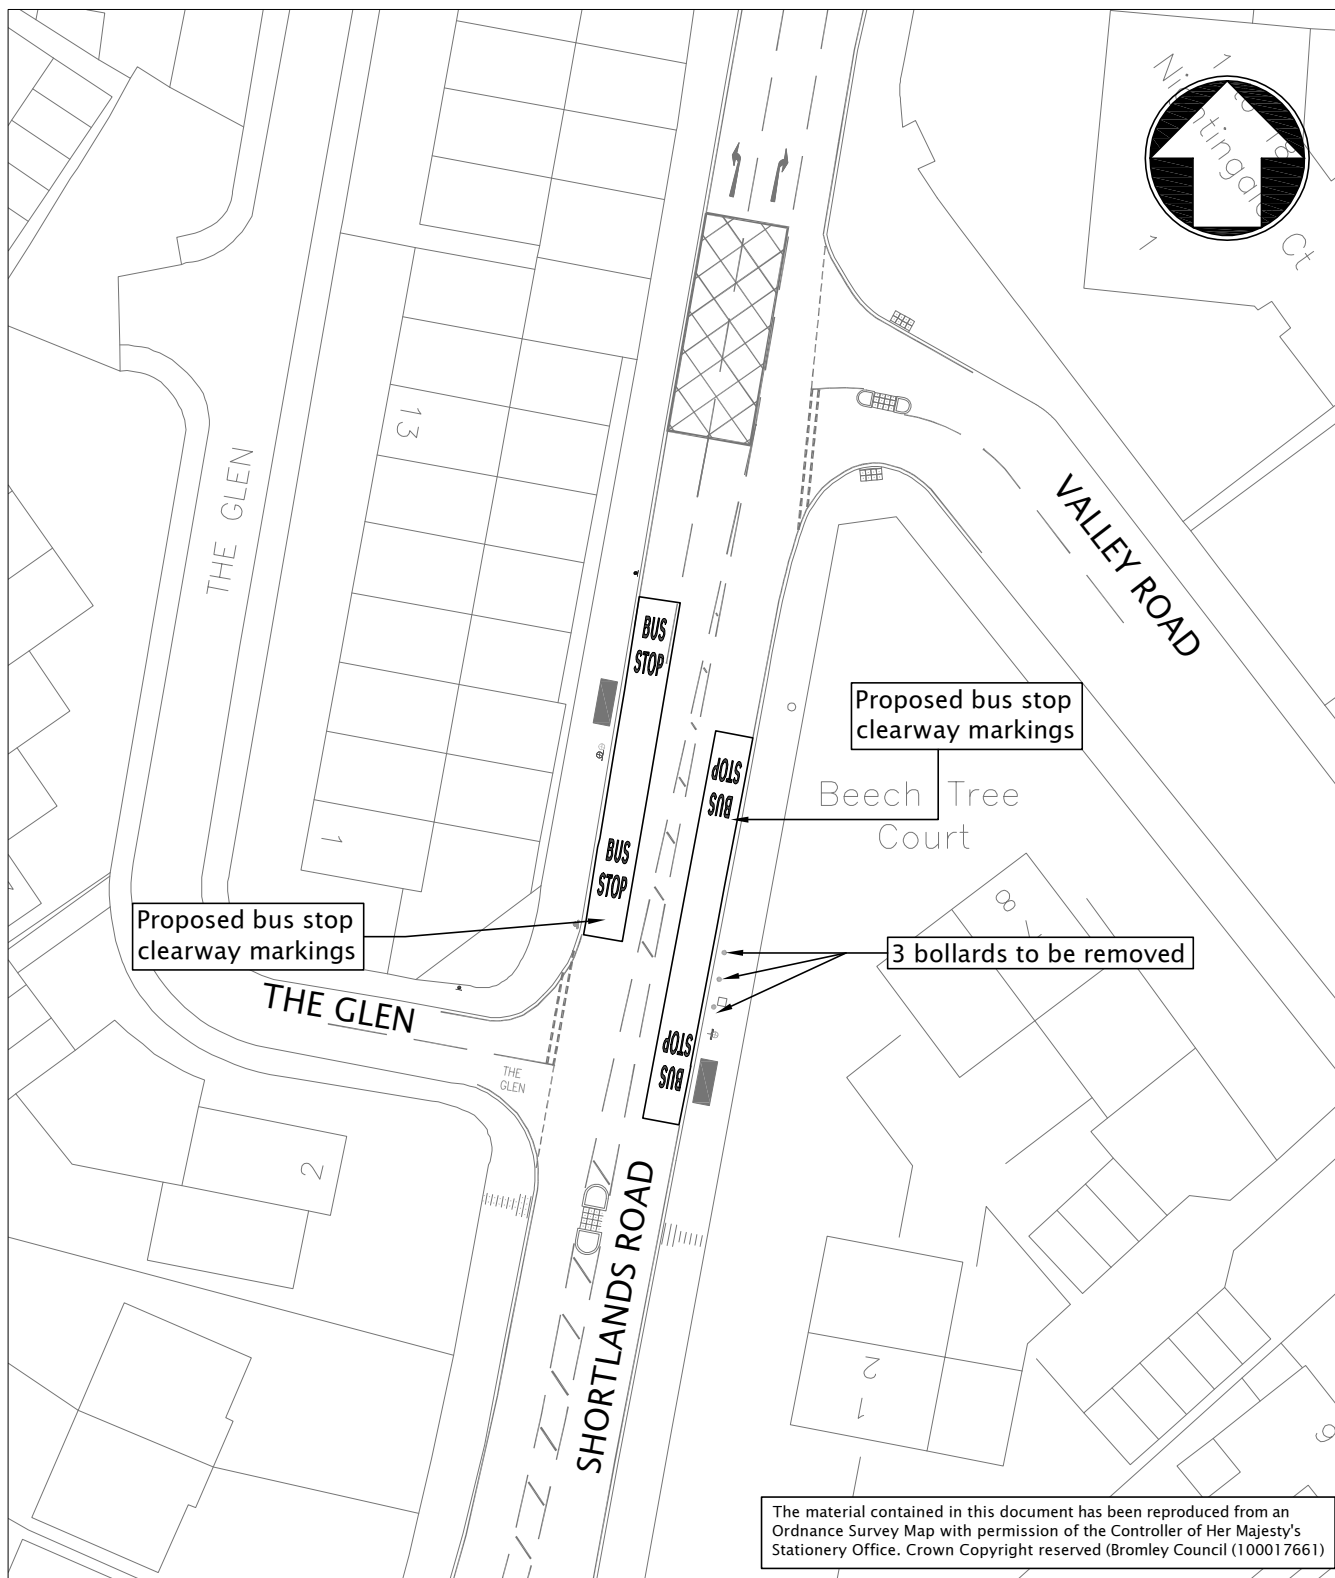 1
Nightingale Ct
1
13
THE GLEN
VALLEY ROAD
BUS
STOP
Proposed bus stop
clearway markings
BUS
STOP
Beech Tree
Court
1
BUS
STOP
8
7
Proposed bus stop
clearway markings
3 bollards to be removed
THE GLEN
BUS
STOP
THE
GLEN
2
SHORTLANDS ROAD
2
1
9
The material contained in this document has been reproduced from an
Ordnance Survey Map with permission of the Controller of Her Majesty's
Stationery Office. Crown Copyright reserved (Bromley Council (100017661)